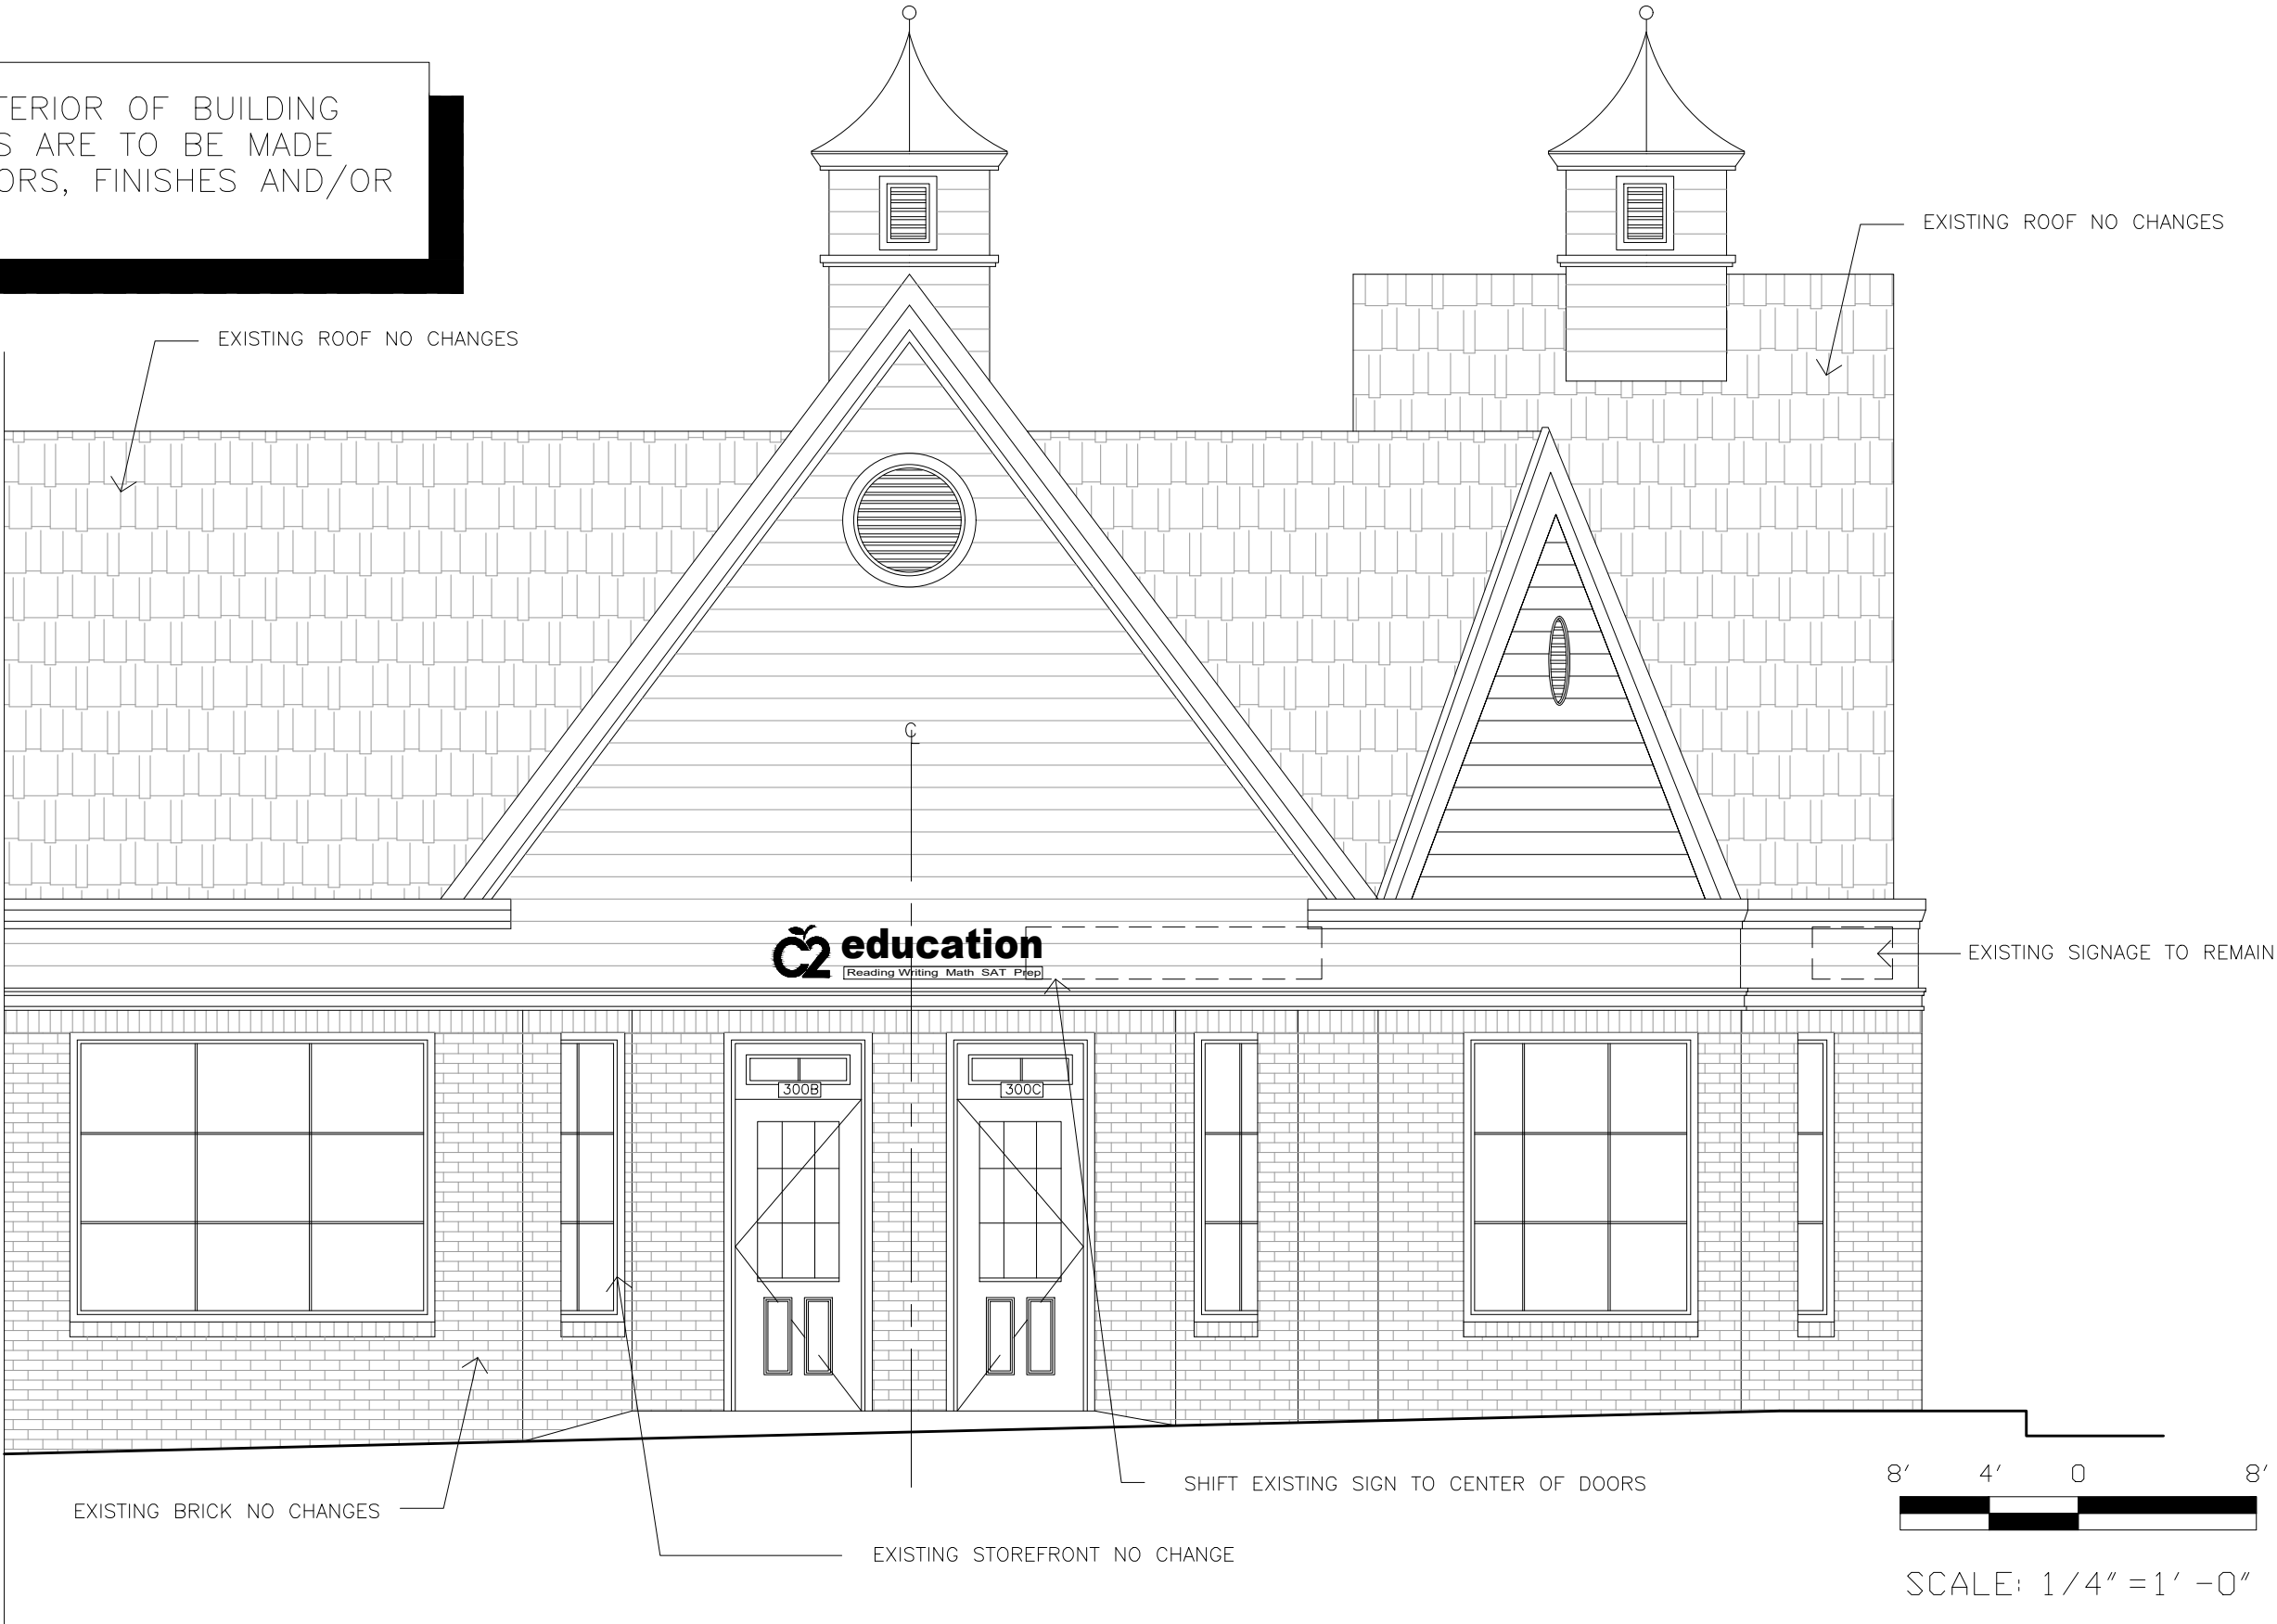 TERIOR OF BUILDING
S ARE TO BE MADE
ORS, FINISHES AND/OR
EXISTING ROOF NO CHANGES
EXISTING ROOF NO CHANGES
C2 education
Reading Writing Math SAT Prep
EXISTING SIGNAGE TO REMAIN
300B
300C
SHIFT EXISTING SIGN TO CENTER OF DOORS
EXISTING BRICK NO CHANGES
EXISTING STOREFRONT NO CHANGE
8' 4' 0 8'
SCALE: 1/4"=1'-0"